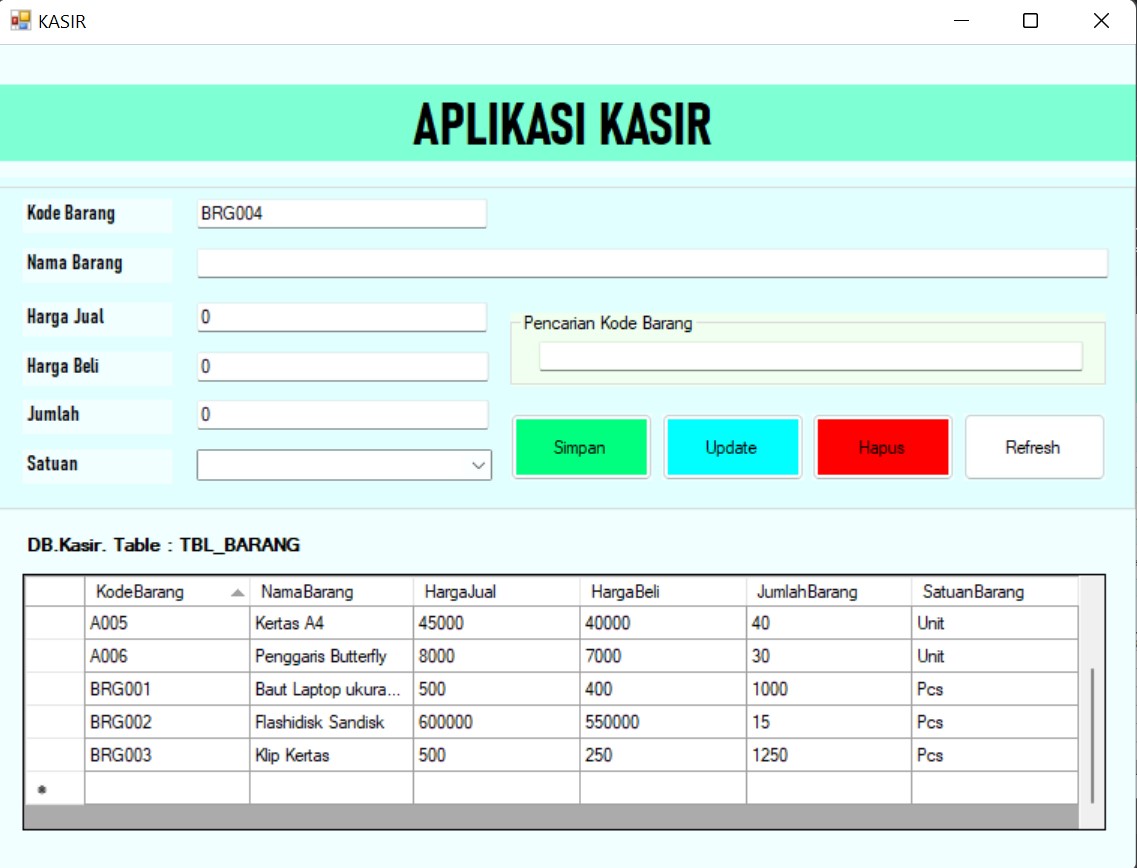 KASIR
APLIKASI KASIR
Kode Barang BRG004
Nama Barang
Harga Jual 0
Pencarian Kode Barang
Harga Beli 0
Jumlah 0
Satuan
Simpan Update Hapus Refresh
DB.Kasir. Table : TBL_BARANG
KodeBarang NamaBarang HargaJual HargaBeli JumlahBarang SatuanBarang
A005 Kertas A4 45000 40000 40 Unit
A006 Penggaris Butterfly 8000 7000 30 Unit
BRG001 Baut Laptop ukura... 500 400 1000 Pcs
BRG002 Flashidisk Sandisk 600000 550000 15 Pcs
BRG003 Klip Kertas 500 250 1250 Pcs
*